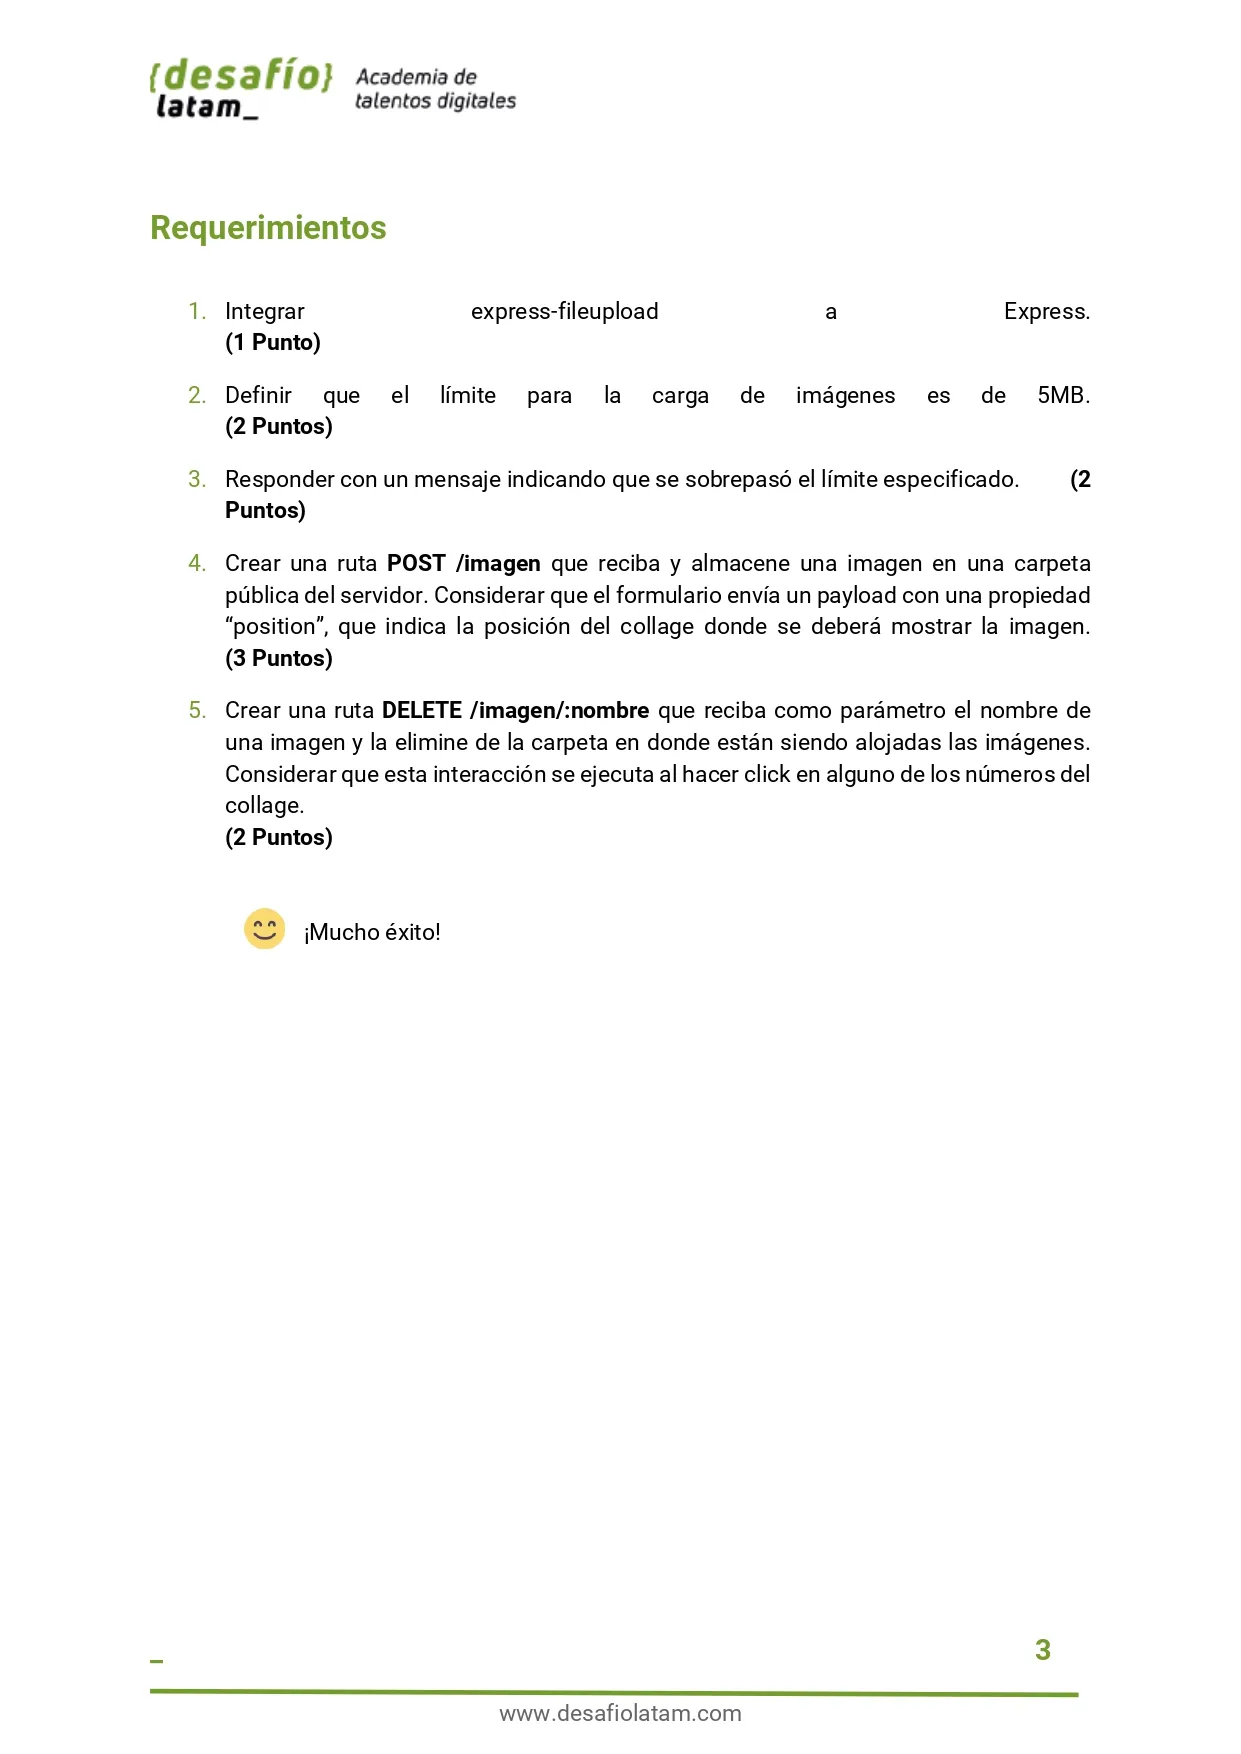 {desafío}
latam_
Academia de
talentos digitales
Requerimientos
1. Integrar express-fileupload a Express.
(1 Punto)
2. Definir que el límite para la carga de imágenes es de 5MB.
(2 Puntos)
3. Responder con un mensaje indicando que se sobrepasó el límite especificado. (2
Puntos)
4. Crear una ruta POST /imagen que reciba y almacene una imagen en una carpeta
pública del servidor. Considerar que el formulario envía un payload con una propiedad
“position”, que indica la posición del collage donde se deberá mostrar la imagen.
(3 Puntos)
5. Crear una ruta DELETE /imagen/:nombre que reciba como parámetro el nombre de
una imagen y la elimine de la carpeta en donde están siendo alojadas las imágenes.
Considerar que esta interacción se ejecuta al hacer click en alguno de los números del
collage.
(2 Puntos)
¡Mucho éxito!
_ 3
www.desafiolatam.com